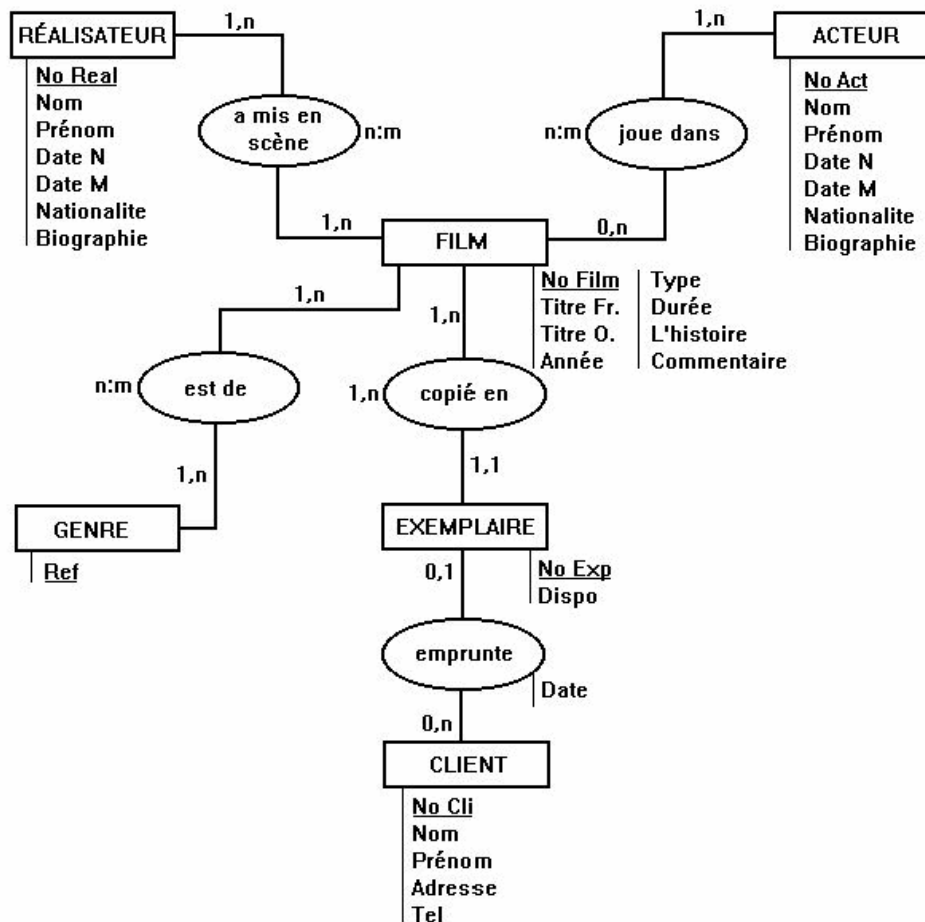 RÉALISATEUR
No Real
Nom
Prénom
Date N
Date M
Nationalite
Biographie
1,n
a mis en
scène
n:m
1,n
ACTEUR
No Act
Nom
Prénom
Date N
Date M
Nationalite
Biographie
1,n
joue dans
n:m
0,n
FILM
No Film
Titre Fr.
Titre O.
Année
Type
Durée
L'histoire
Commentaire
1,n
est de
n:m
1,n
GENRE
Ref
1,n
copié en
1,n
1,1
EXEMPLAIRE
No Exp
Dispo
0,1
emprunte
Date
0,n
CLIENT
No Cli
Nom
Prénom
Adresse
Tel